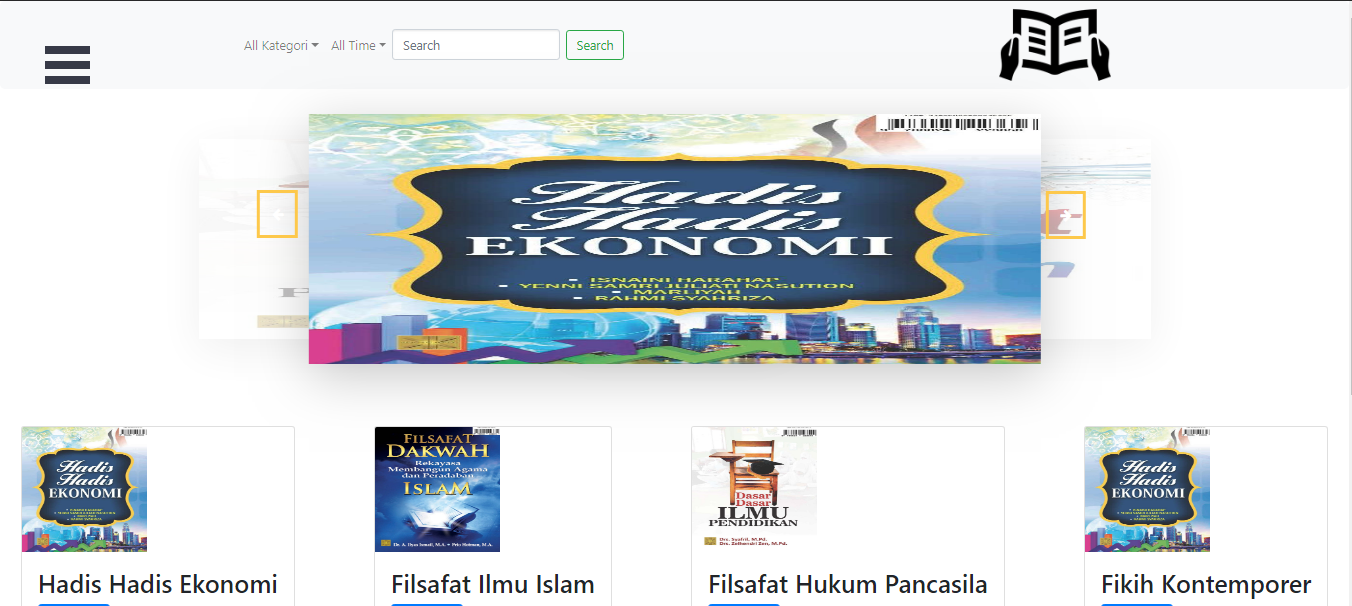 All Kategori
All Time
Search
Search
Hadis
Hadis
EKONOMI
ISNAINI HARAHAP
YENNI SAMRI JULIATI NASUTION
MARLIYAH
RAHMI SYAHRIZA
Hadis
Hadis
EKONOMI
FILSAFAT
DAKWAH
Rekayasa
Membangun Agama
dan Peradaban
ISLAM
Dr. A. Ilyas Ismail, M.A. • Prio Hotman, M.A.
Dasar
Dasar
ILMU
PENDIDIKAN
Drs. Syafril, M.Pd.
Drs. Zelhendri Zen, M.Pd.
Hadis
Hadis
EKONOMI
Hadis Hadis Ekonomi
Filsafat Ilmu Islam
Filsafat Hukum Pancasila
Fikih Kontemporer